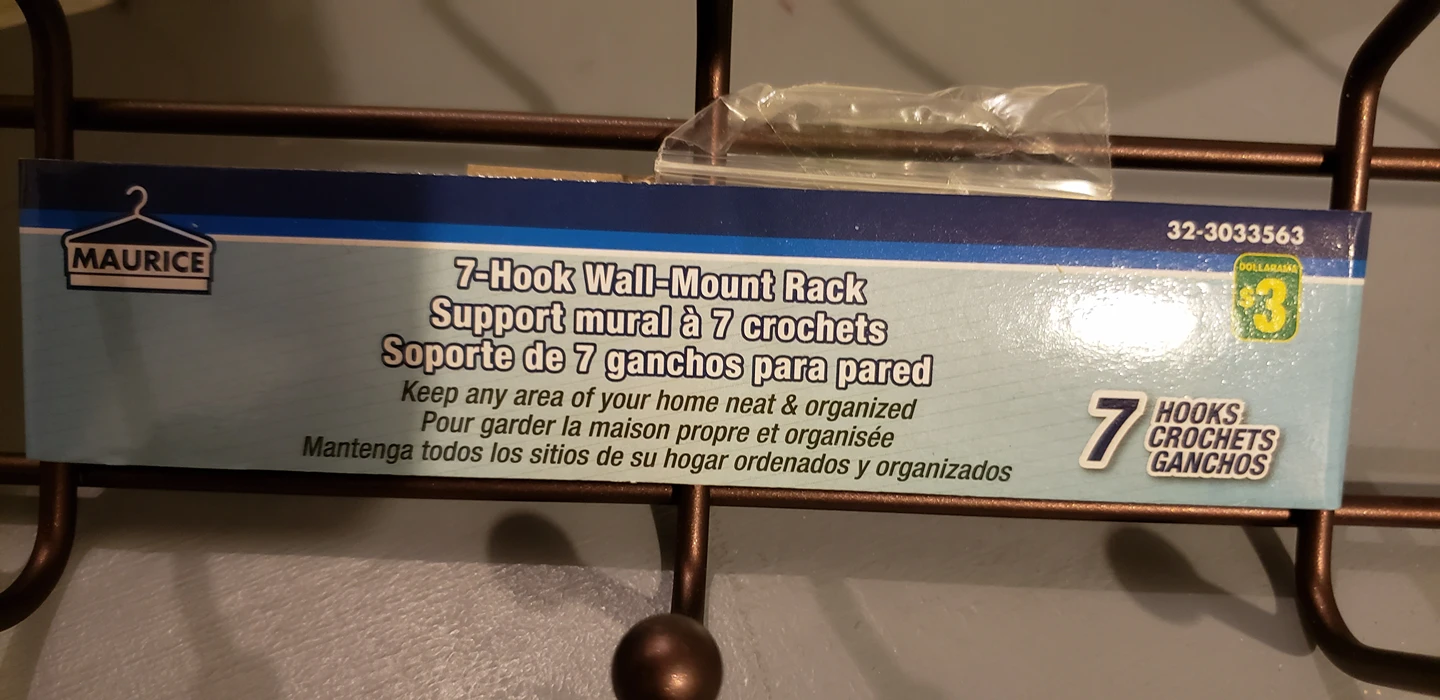 MAURICE
32-3033563
DOLLARAMA
$3
7-Hook Wall-Mount Rack
Support mural à 7 crochets
Soporte de 7 ganchos para pared
Keep any area of your home neat & organized
Pour garder la maison propre et organisée
Mantenga todos los sitios de su hogar ordenados y organizados
7 HOOKS
CROCHETS
GANCHOS